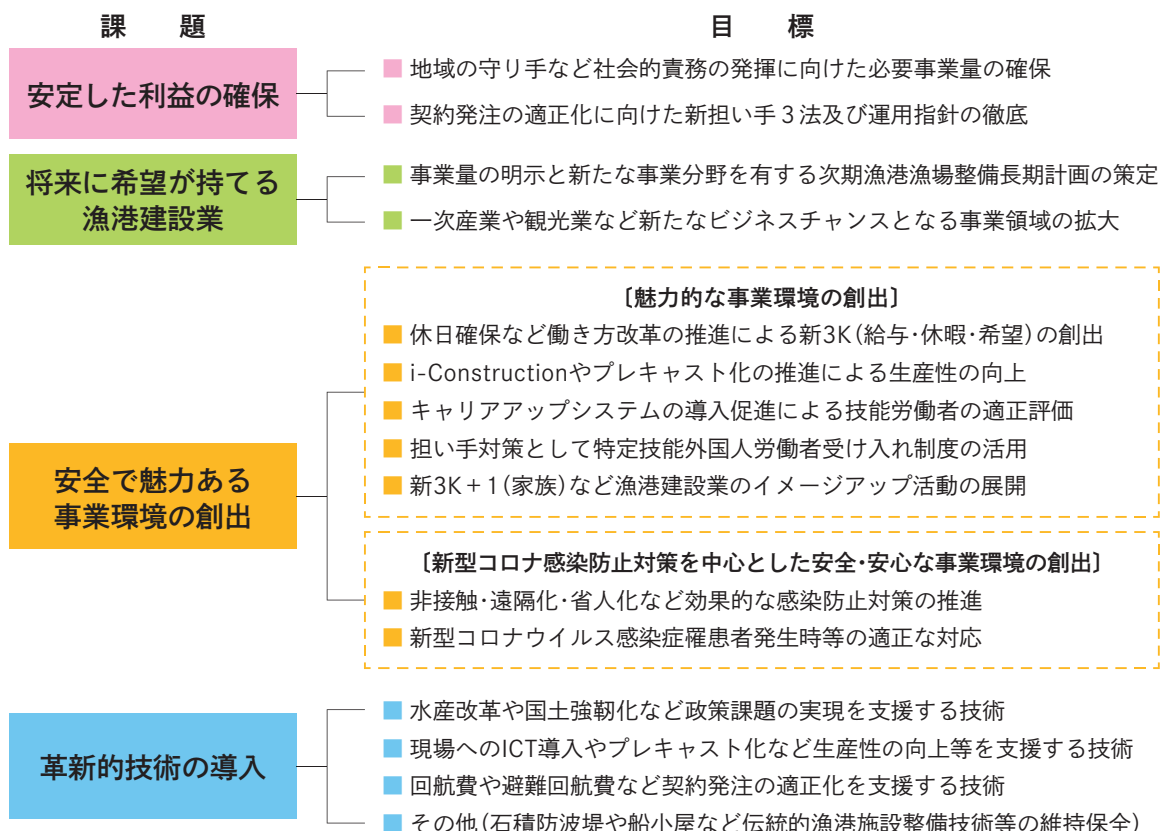 課　題
目　標
安定した利益の確保
■ 地域の守り手など社会的責務の発揮に向けた必要事業量の確保
■ 契約発注の適正化に向けた新担い手３法及び運用指針の徹底
将来に希望が持てる
漁港建設業
■ 事業量の明示と新たな事業分野を有する次期漁港漁場整備長期計画の策定
■ 一次産業や観光業など新たなビジネスチャンスとなる事業領域の拡大
安全で魅力ある
事業環境の創出
〔魅力的な事業環境の創出〕
■ 休日確保など働き方改革の推進による新3K（給与・休暇・希望）の創出
■ i-Constructionやプレキャスト化の推進による生産性の向上
■ キャリアアップシステムの導入促進による技能労働者の適正評価
■ 担い手対策として特定技能外国人労働者受け入れ制度の活用
■ 新3K＋1（家族）など漁港建設業のイメージアップ活動の展開
〔新型コロナ感染防止対策を中心とした安全・安心な事業環境の創出〕
■ 非接触・遠隔化・省人化など効果的な感染防止対策の推進
■ 新型コロナウイルス感染症罹患者発生時等の適正な対応
革新的技術の導入
■ 水産改革や国土強靭化など政策課題の実現を支援する技術
■ 現場へのICT導入やプレキャスト化など生産性の向上等を支援する技術
■ 回航費や避難回航費など契約発注の適正化を支援する技術
■ その他（石積防波堤や船小屋など伝統的漁港施設整備技術等の維持保全）